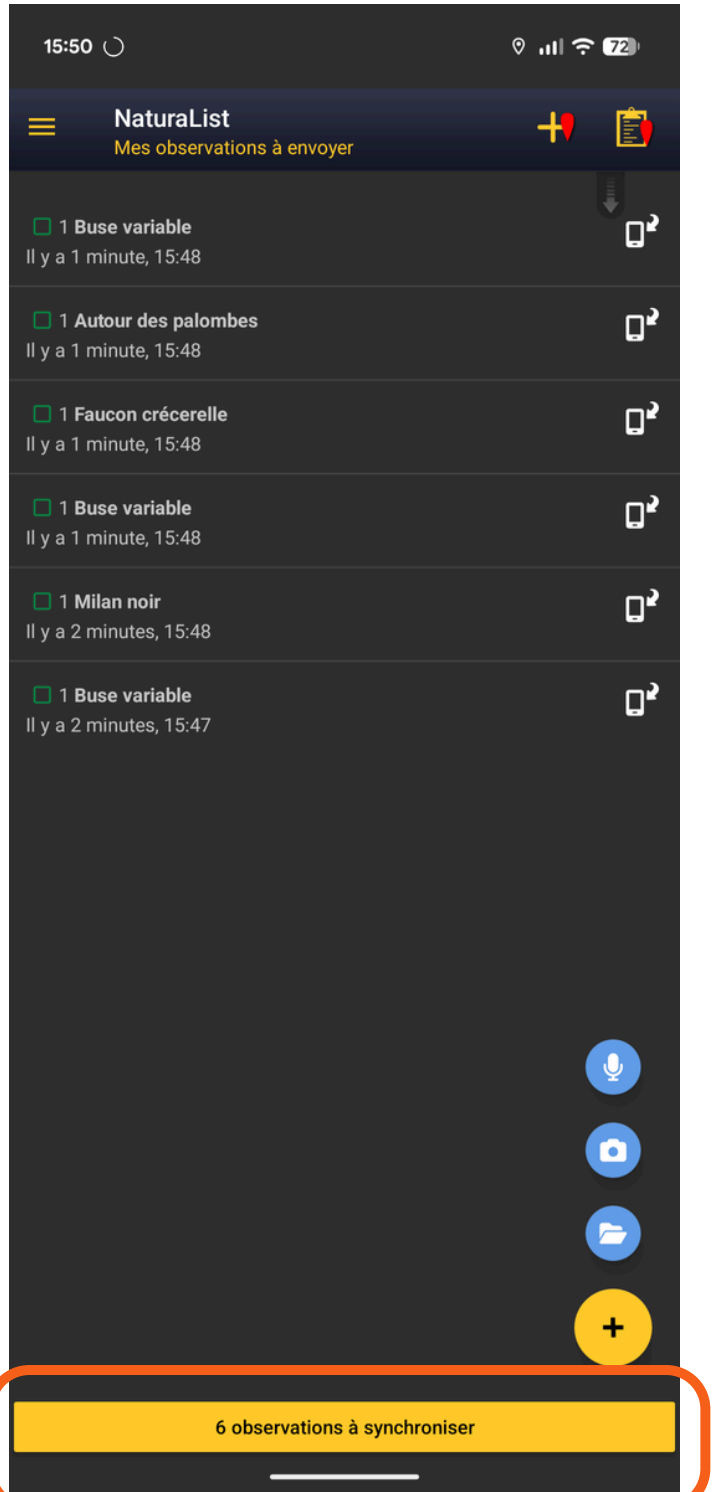 15:50
72
NaturaList
Mes observations à envoyer
1 Buse variable
Il y a 1 minute, 15:48
1 Autour des palombes
Il y a 1 minute, 15:48
1 Faucon crécerelle
Il y a 1 minute, 15:48
1 Buse variable
Il y a 1 minute, 15:48
1 Milan noir
Il y a 2 minutes, 15:48
1 Buse variable
Il y a 2 minutes, 15:47
6 observations à synchroniser